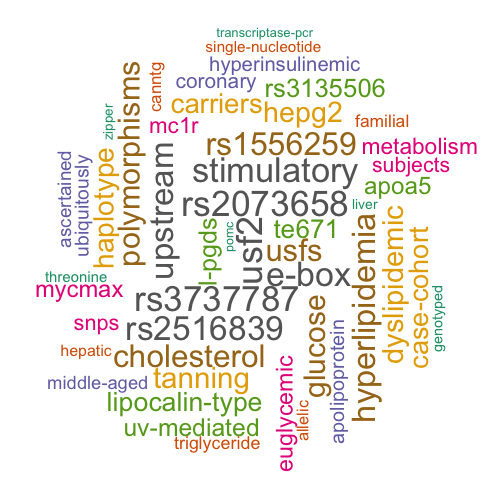 transcriptase-pcr
single-nucleotide
hyperinsulinemic
coronary
rs3135506
canntg
carriers
hepg2
zipper
polymorphisms
mc1r
familial
rs1556259
metabolism
ascertained
ubiquitously
haplotype
upstream
stimulatory
subjects
apoa5
rs2073658
liver
l-pgds
pomc
usf2
te671
usfs
hyperlipidemia
dyslipidemic
case-cohort
threonine
ue-box
mycmax
rs3737787
genotyped
snps
rs2516839
glucose
apolipoprotein
hepatic
cholesterol
middle-aged
tanning
euglycemic
allelic
lipocalin-type
uv-mediated
triglyceride